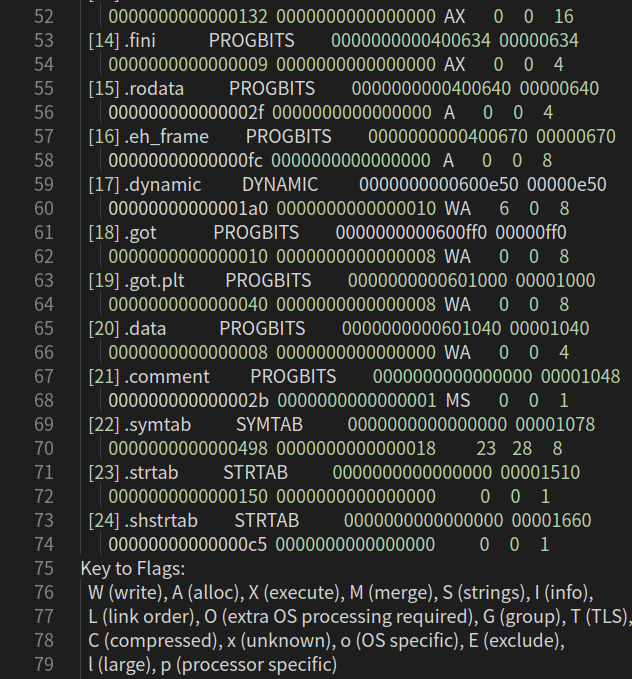 52 0000000000000132 0000000000000000 AX 0 0 16
53 [14] .fini PROGBITS 0000000000400634 00000634
54 0000000000000009 0000000000000000 AX 0 0 4
55 [15] .rodata PROGBITS 0000000000400640 00000640
56 000000000000002f 0000000000000000 A 0 0 4
57 [16] .eh_frame PROGBITS 0000000000400670 00000670
58 00000000000000fc 0000000000000000 A 0 0 8
59 [17] .dynamic DYNAMIC 0000000000600e50 00000e50
60 00000000000001a0 0000000000000010 WA 6 0 8
61 [18] .got PROGBITS 0000000000600ff0 00000ff0
62 0000000000000010 0000000000000008 WA 0 0 8
63 [19] .got.plt PROGBITS 0000000000601000 00001000
64 0000000000000040 0000000000000008 WA 0 0 8
65 [20] .data PROGBITS 0000000000601040 00001040
66 0000000000000008 0000000000000000 WA 0 0 4
67 [21] .comment PROGBITS 0000000000000000 00001048
68 000000000000002b 0000000000000001 MS 0 0 1
69 [22] .symtab SYMTAB 0000000000000000 00001078
70 0000000000000498 0000000000000018 23 28 8
71 [23] .strtab STRTAB 0000000000000000 00001510
72 0000000000000150 0000000000000000 0 0 1
73 [24] .shstrtab STRTAB 0000000000000000 00001660
74 00000000000000c5 0000000000000000 0 0 1
75 Key to Flags:
76 W (write), A (alloc), X (execute), M (merge), S (strings), I (info),
77 L (link order), O (extra OS processing required), G (group), T (TLS),
78 C (compressed), x (unknown), o (OS specific), E (exclude),
79 l (large), p (processor specific)